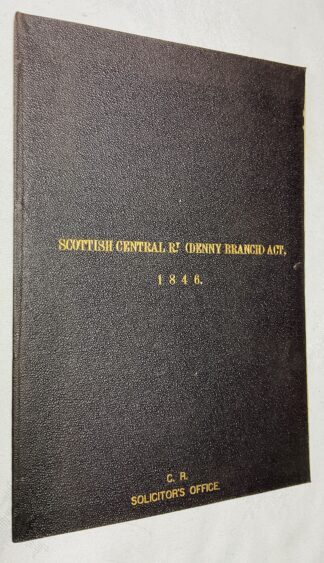 SCOTTISH CENTRAL RY (DENNY BRANCH) ACT,
1846.
C. R.
SOLICITOR'S OFFICE.